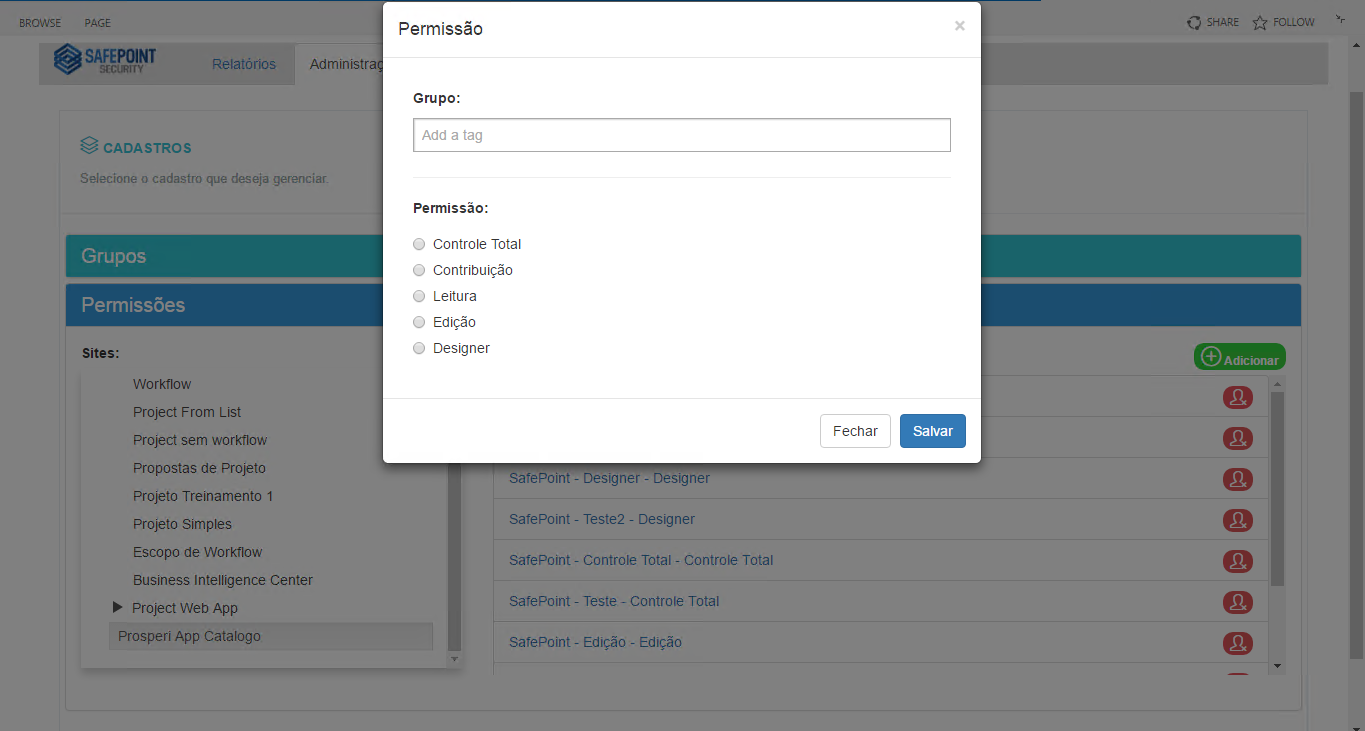 BROWSE PAGE SHARE FOLLOW
SAFEPOINT
SECURITY
Relatórios Administraç
CADASTROS
Selecione o cadastro que deseja gerenciar.
Grupos
Permissões
Sites:
Workflow
Project From List
Project sem workflow
Propostas de Projeto
Projeto Treinamento 1
Projeto Simples
Escopo de Workflow
Business Intelligence Center
Project Web App
Prosperi App Catalogo
Adicionar
SafePoint - Designer - Designer
SafePoint - Teste2 - Designer
SafePoint - Controle Total - Controle Total
SafePoint - Teste - Controle Total
SafePoint - Edição - Edição
Permissão ×
Grupo:
Add a tag
Permissão:
Controle Total
Contribuição
Leitura
Edição
Designer
Fechar Salvar